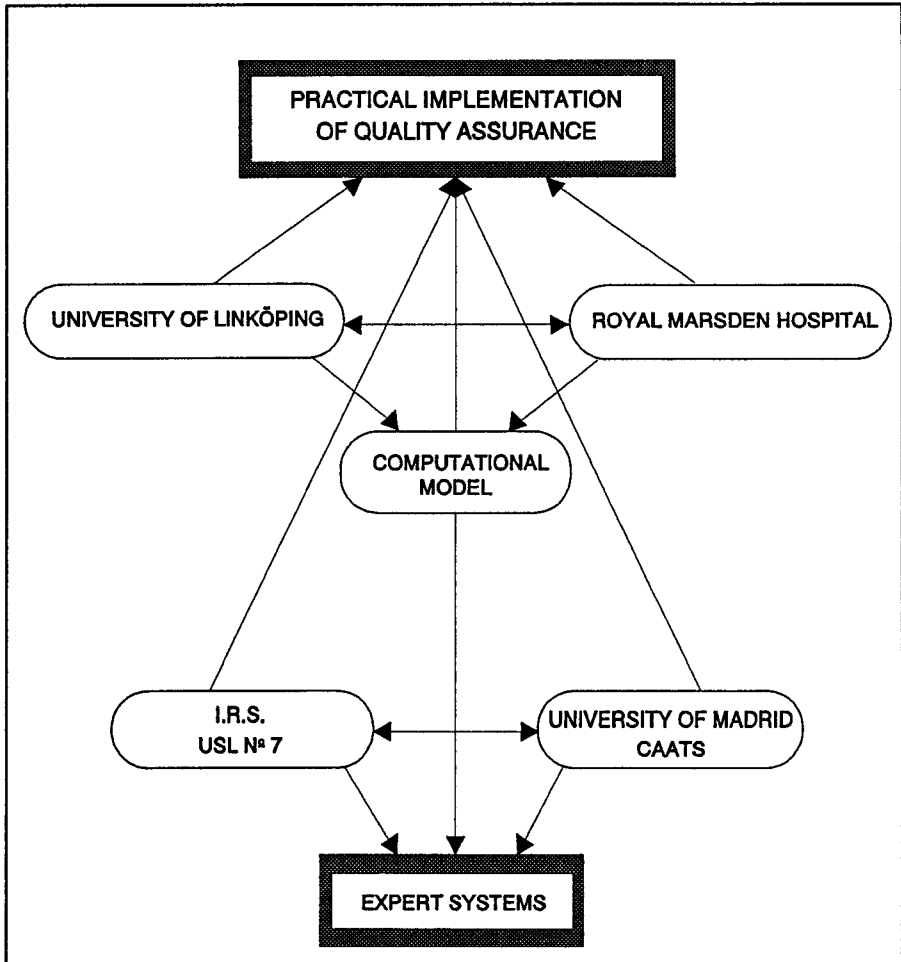 PRACTICAL IMPLEMENTATION
OF QUALITY ASSURANCE
UNIVERSITY OF LINKÖPING
ROYAL MARSDEN HOSPITAL
COMPUTATIONAL
MODEL
I.R.S.
USL Nº 7
UNIVERSITY OF MADRID
CAATS
EXPERT SYSTEMS